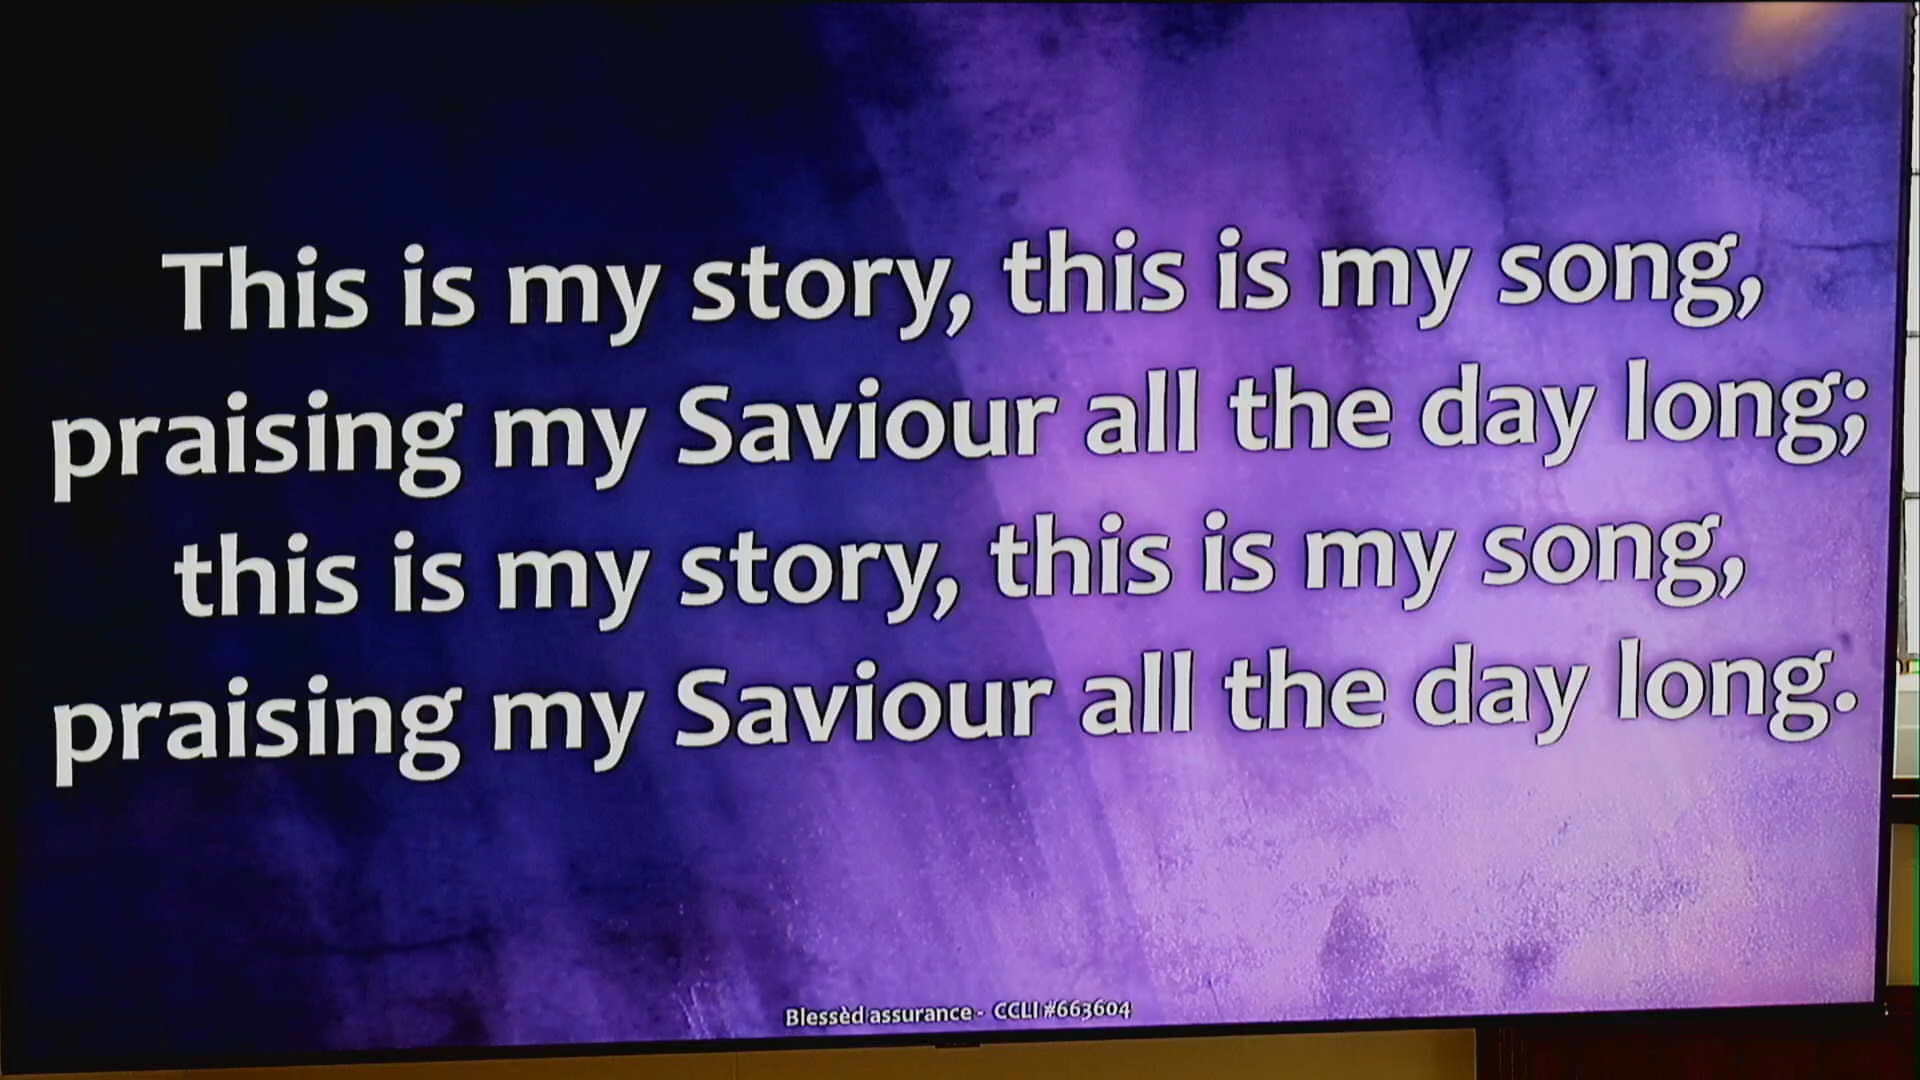 This is my story, this is my song,
praising my Saviour all the day long;
this is my story, this is my song,
praising my Saviour all the day long.
Blessèd assurance - CCLI #663604